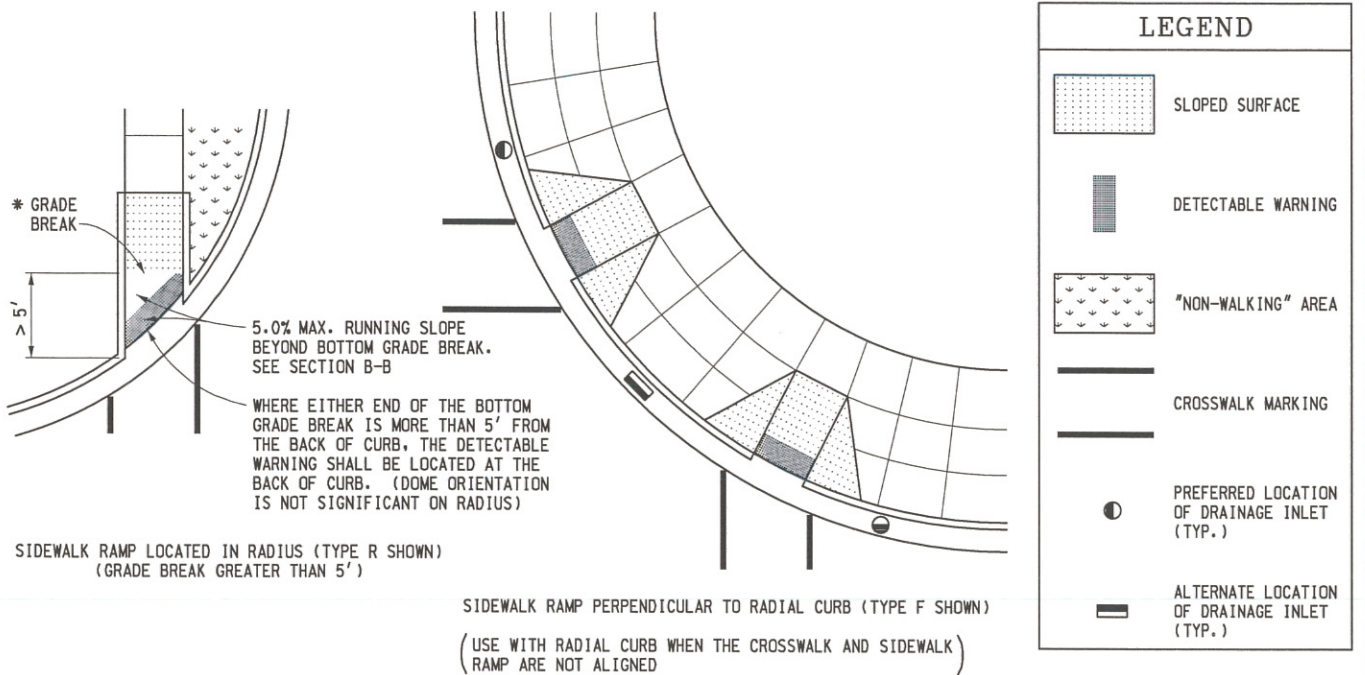 * GRADE
BREAK
> 5'
5.0% MAX. RUNNING SLOPE
BEYOND BOTTOM GRADE BREAK.
SEE SECTION B-B
WHERE EITHER END OF THE BOTTOM
GRADE BREAK IS MORE THAN 5' FROM
THE BACK OF CURB, THE DETECTABLE
WARNING SHALL BE LOCATED AT THE
BACK OF CURB. (DOME ORIENTATION
IS NOT SIGNIFICANT ON RADIUS)
SIDEWALK RAMP LOCATED IN RADIUS (TYPE R SHOWN)
(GRADE BREAK GREATER THAN 5')
SIDEWALK RAMP PERPENDICULAR TO RADIAL CURB (TYPE F SHOWN)
(USE WITH RADIAL CURB WHEN THE CROSSWALK AND SIDEWALK
RAMP ARE NOT ALIGNED)
LEGEND
SLOPED SURFACE
DETECTABLE WARNING
"NON-WALKING" AREA
CROSSWALK MARKING
PREFERRED LOCATION
OF DRAINAGE INLET
(TYP.)
ALTERNATE LOCATION
OF DRAINAGE INLET
(TYP.)